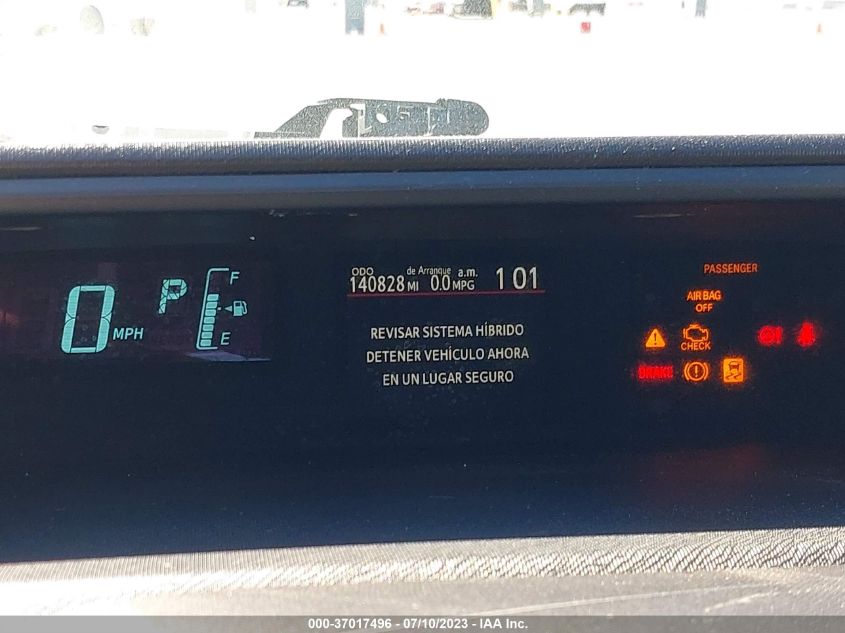 0 MPH
P
F
E
ODO
de Arranque a.m.
140828 MI 0.0 MPG 1 01
REVISAR SISTEMA HÍBRIDO
DETENER VEHÍCULO AHORA
EN UN LUGAR SEGURO
PASSENGER
AIR BAG
OFF
CHECK
BRAKE
000-37017496 - 07/10/2023 - IAA Inc.